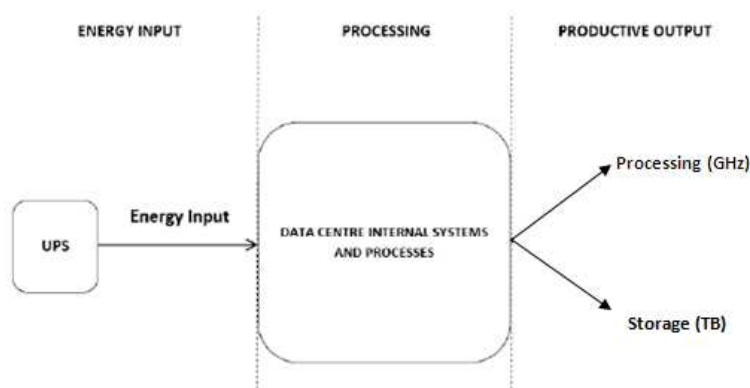 ENERGY INPUT
PROCESSING
PRODUCTIVE OUTPUT
Processing (GHz)
Energy Input
UPS
DATA CENTRE INTERNAL SYSTEMS
AND PROCESSES
Storage (TB)